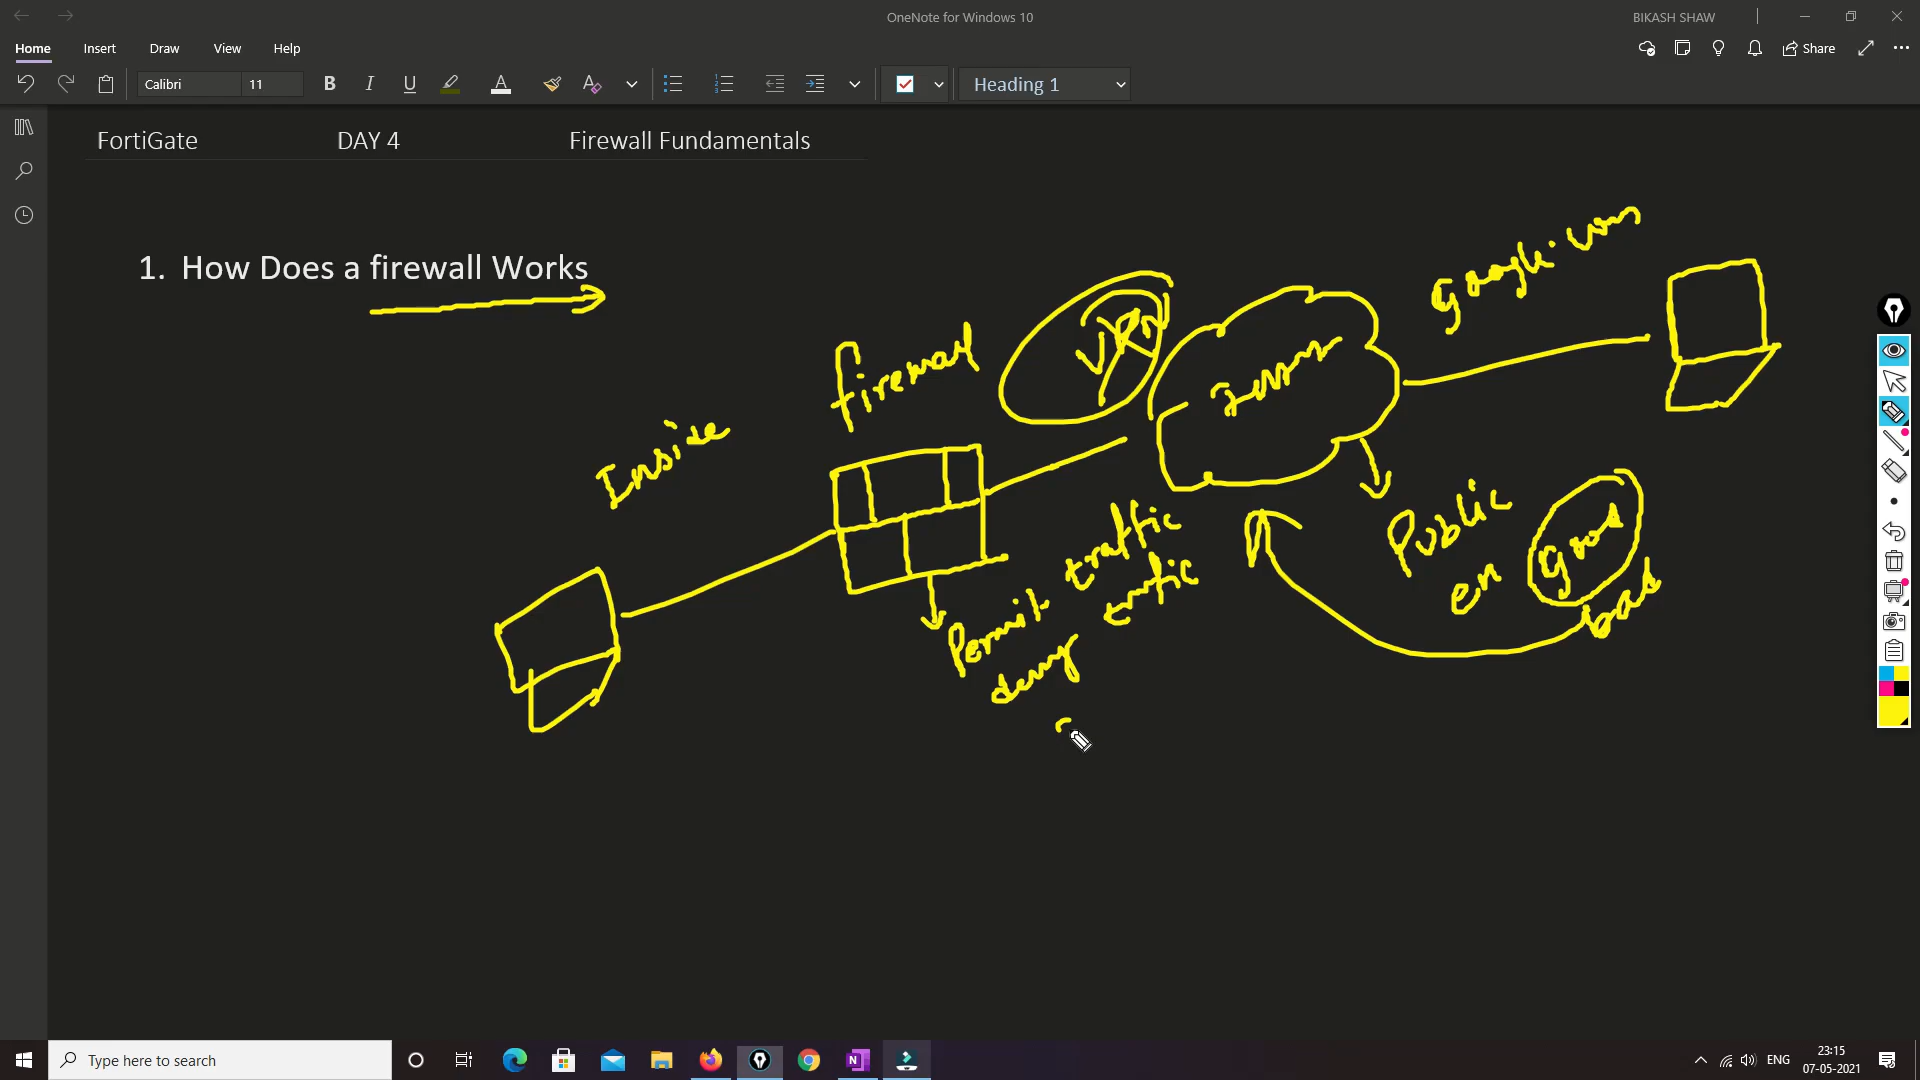 OneNote for Windows 10
BIKASH SHAW
Home Insert Draw View Help
Share
Calibri 11 B I U A A Heading 1
FortiGate DAY 4 Firewall Fundamentals
1. How Does a firewall Works
google.com
VPN
firewall
Inside
Public
good
en
bad
Permit traffic
deny traffic
Type here to search
ENG
23:15
07-05-2021